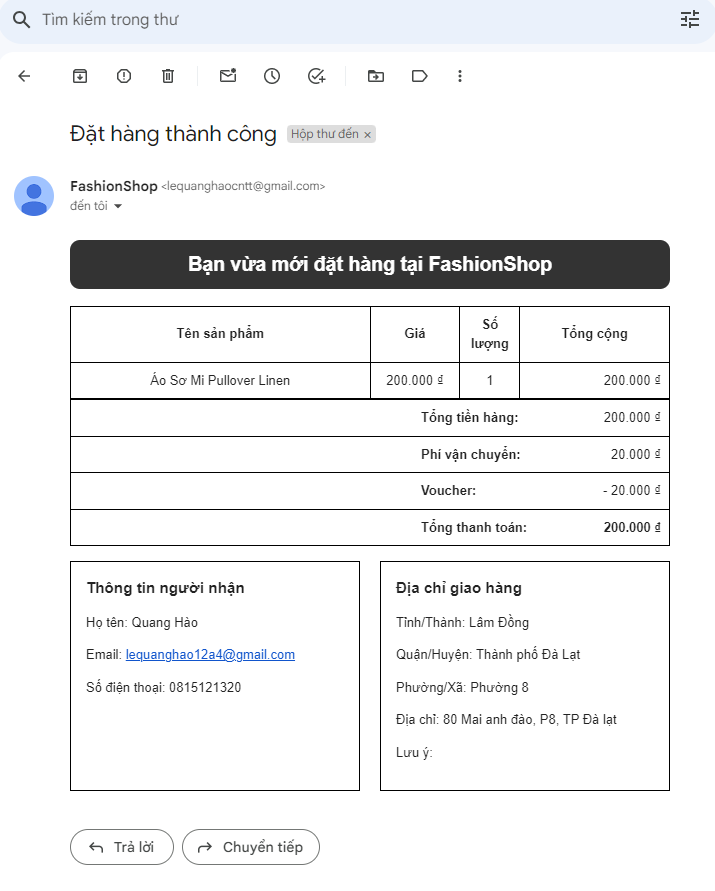 Tìm kiếm trong thư
Đặt hàng thành công
Hộp thư đến ×
FashionShop <lequanghaocntt@gmail.com>
đến tôi
Bạn vừa mới đặt hàng tại FashionShop
Tên sản phẩm Giá Số lượng Tổng cộng
Áo Sơ Mi Pullover Linen 200.000 ₫ 1 200.000 ₫
Tổng tiền hàng: 200.000 ₫
Phí vận chuyển: 20.000 ₫
Voucher: - 20.000 ₫
Tổng thanh toán: 200.000 ₫
Thông tin người nhận
Họ tên: Quang Hào
Email: lequanghao12a4@gmail.com
Số điện thoại: 0815121320
Địa chỉ giao hàng
Tỉnh/Thành: Lâm Đồng
Quận/Huyện: Thành phố Đà Lạt
Phường/Xã: Phường 8
Địa chỉ: 80 Mai anh đào, P8, TP Đà lạt
Lưu ý:
Trả lời
Chuyển tiếp